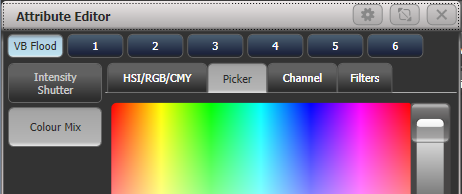 Attribute Editor
VB Flood 1 2 3 4 5 6
Intensity
Shutter
HSI/RGB/CMY Picker Channel Filters
Colour Mix